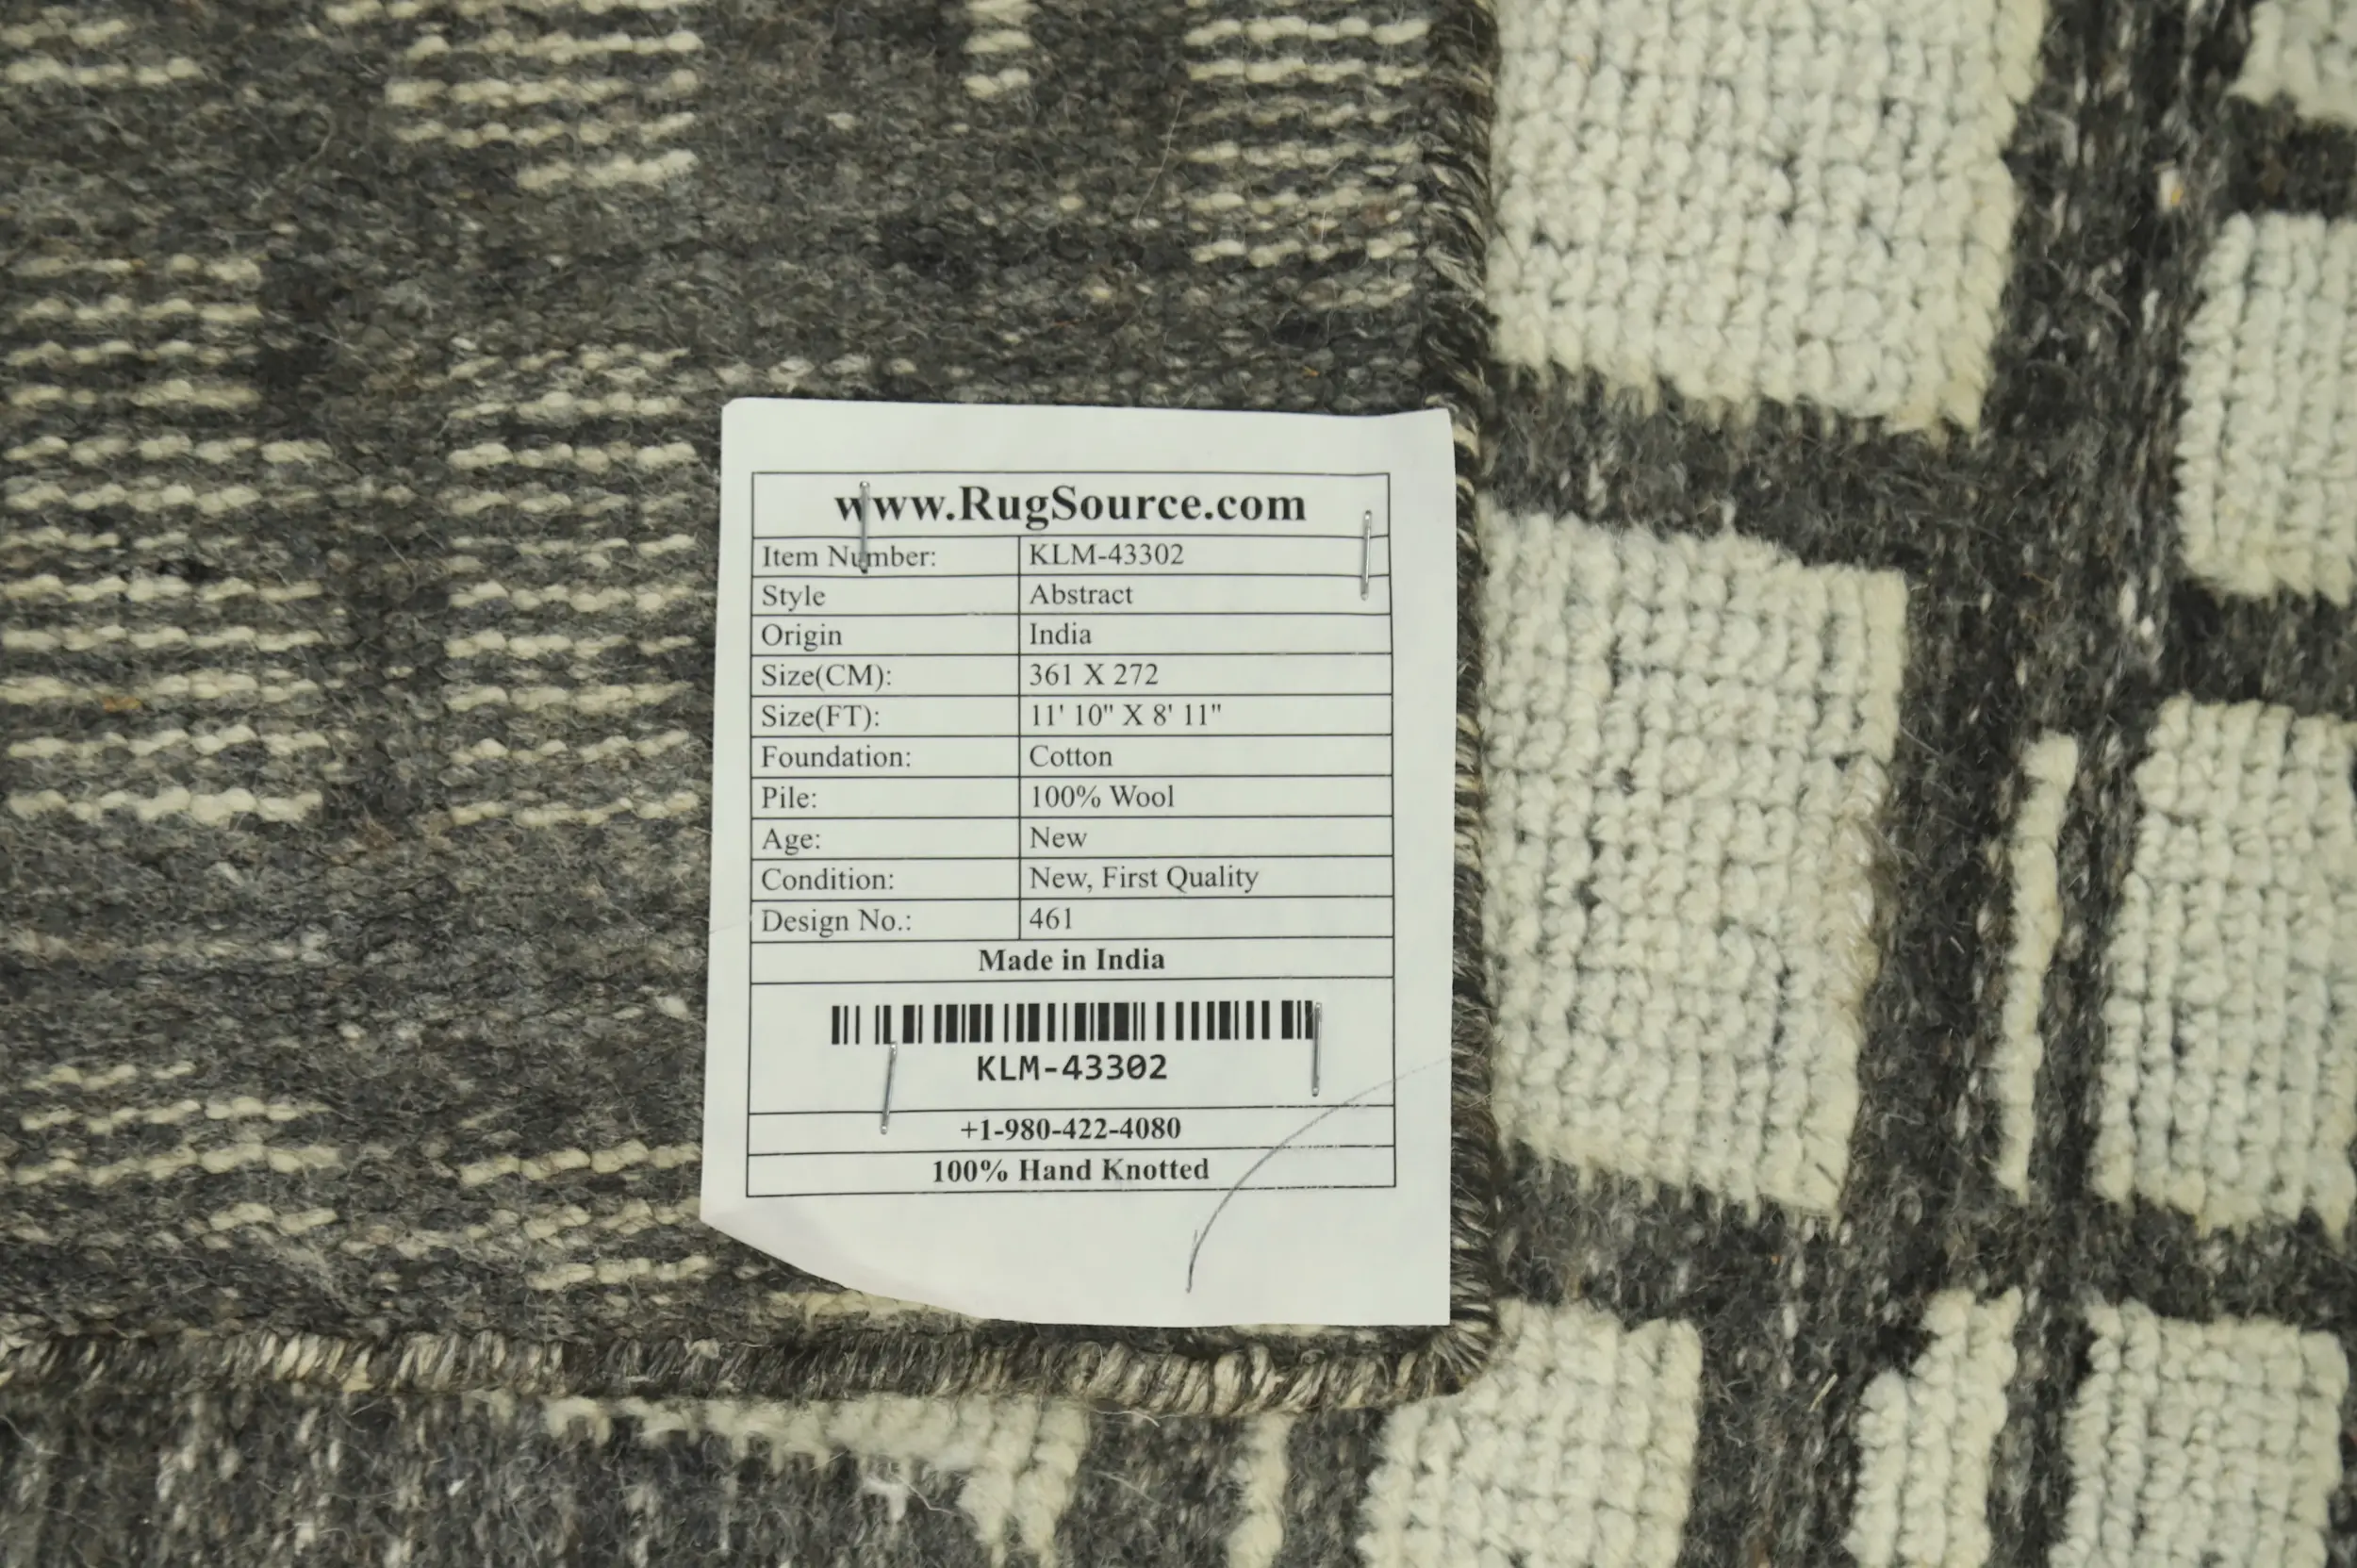 www.RugSource.com
Item Number: KLM-43302
Style Abstract
Origin India
Size(CM): 361 X 272
Size(FT): 11' 10" X 8' 11"
Foundation: Cotton
Pile: 100% Wool
Age: New
Condition: New, First Quality
Design No.: 461
Made in India
KLM-43302
+1-980-422-4080
100% Hand Knotted